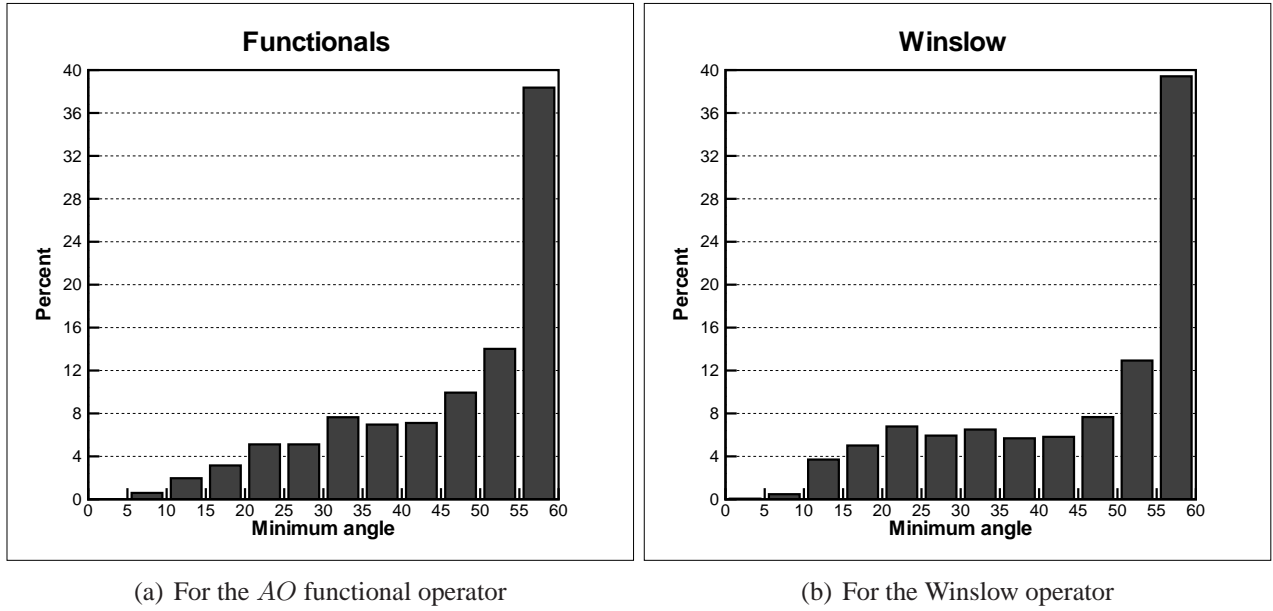 Functionals
40
36
32
28
24
20
16
12
8
4
0
Percent
0 5 10 15 20 25 30 35 40 45 50 55 60
Minimum angle
(a) For the AO functional operator
Winslow
40
36
32
28
24
20
16
12
8
4
0
Percent
0 5 10 15 20 25 30 35 40 45 50 55 60
Minimum angle
(b) For the Winslow operator